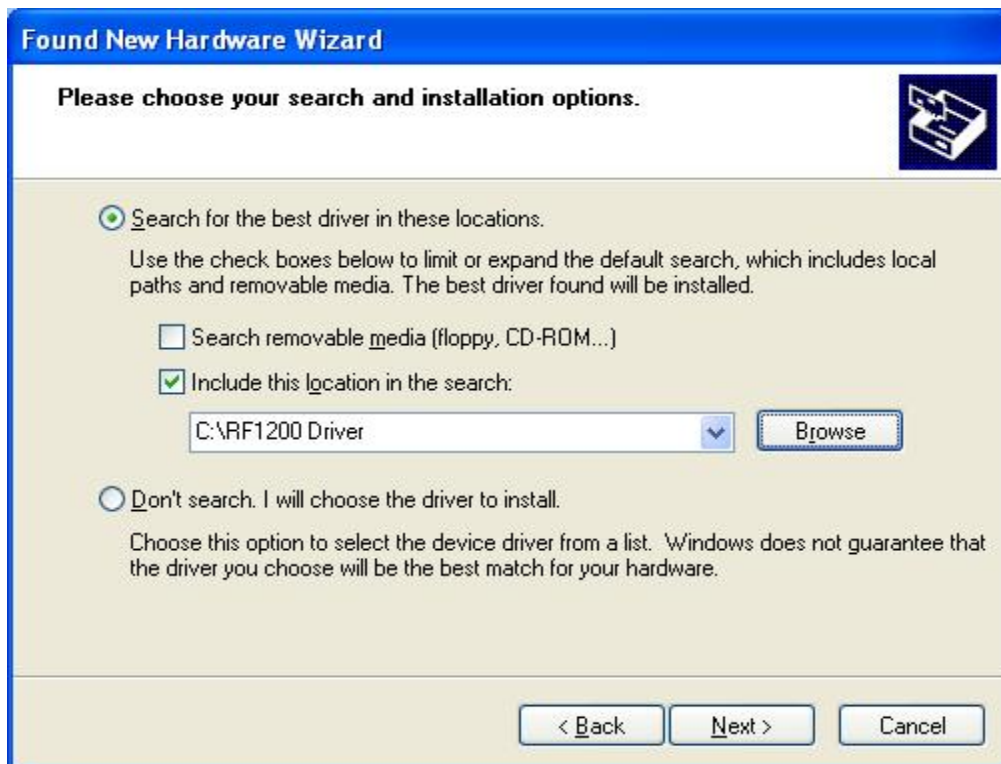 Found New Hardware Wizard
Please choose your search and installation options.
Search for the best driver in these locations.
Use the check boxes below to limit or expand the default search, which includes local
paths and removable media. The best driver found will be installed.
Search removable media (floppy, CD-ROM...)
Include this location in the search:
C:\RF1200 Driver
Browse
Don't search. I will choose the driver to install.
Choose this option to select the device driver from a list. Windows does not guarantee that
the driver you choose will be the best match for your hardware.
< Back Next > Cancel